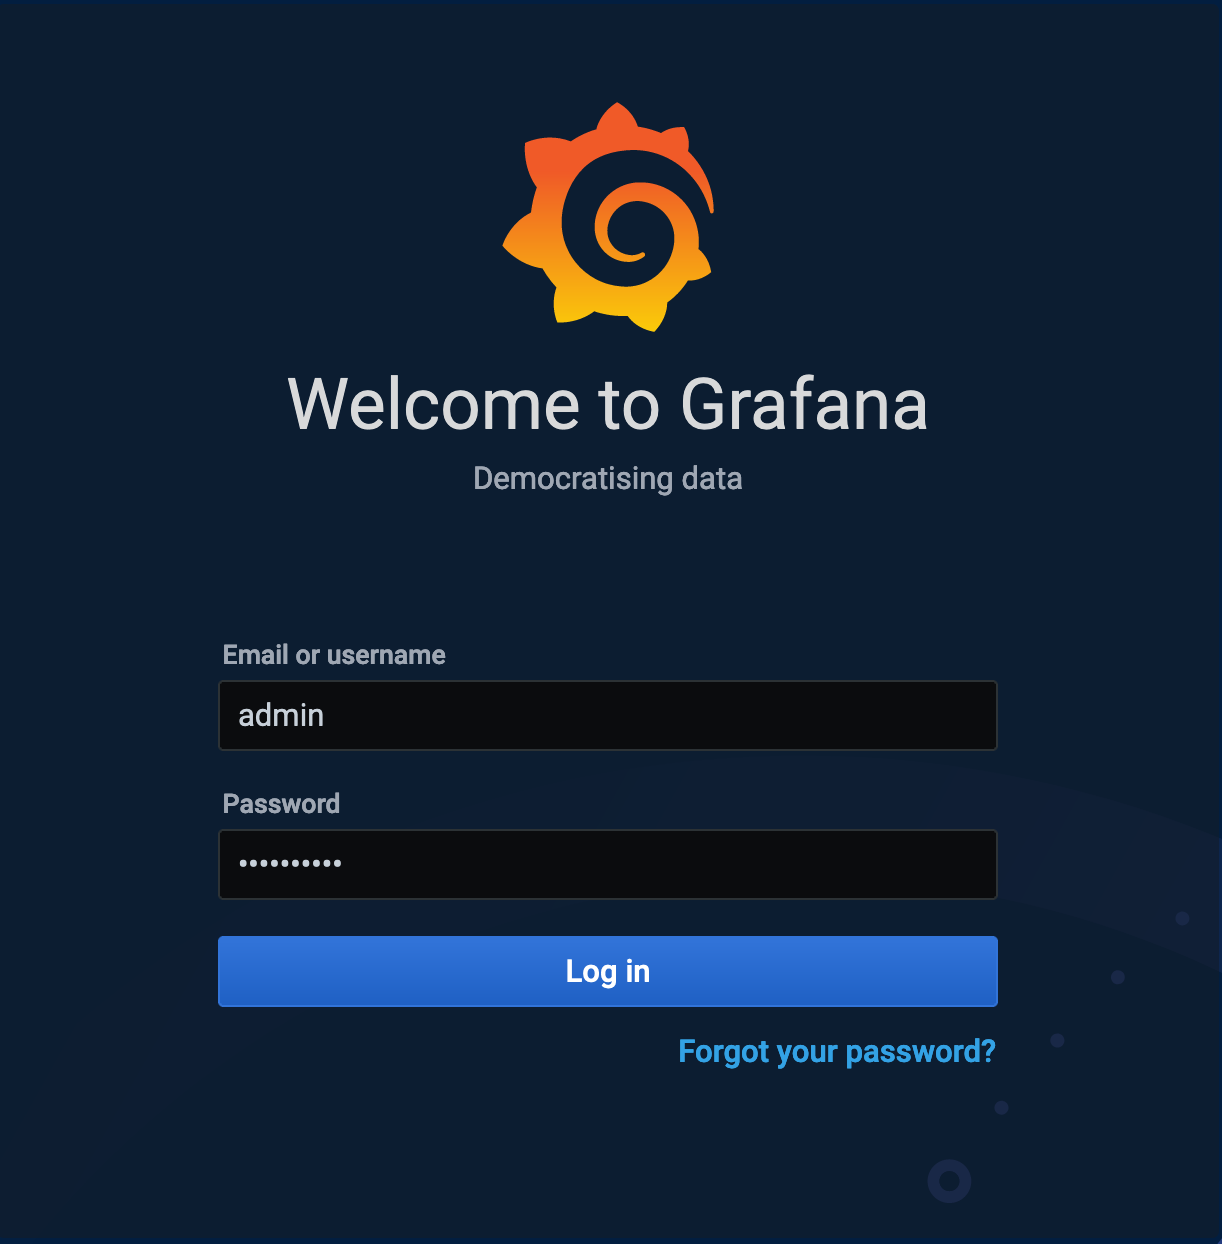 Welcome to Grafana
Democratising data
Email or username
admin
Password
••••••••••
Log in
Forgot your password?